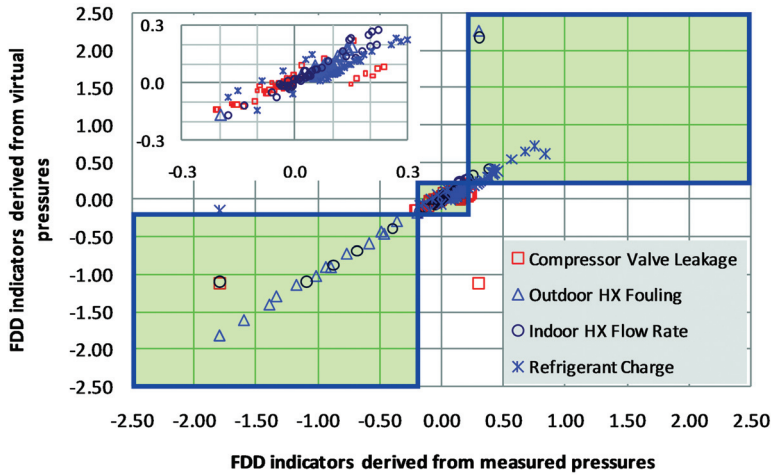 FDD indicators derived from virtual
pressures
2.50
2.00
1.50
1.00
0.50
0.00
-0.50
-1.00
-1.50
-2.00
-2.50
0.3
0.0
-0.3
-0.3
0.0
0.3
Compressor Valve Leakage
Outdoor HX Fouling
Indoor HX Flow Rate
Refrigerant Charge
-2.50 -2.00 -1.50 -1.00 -0.50 0.00 0.50 1.00 1.50 2.00 2.50
FDD indicators derived from measured pressures